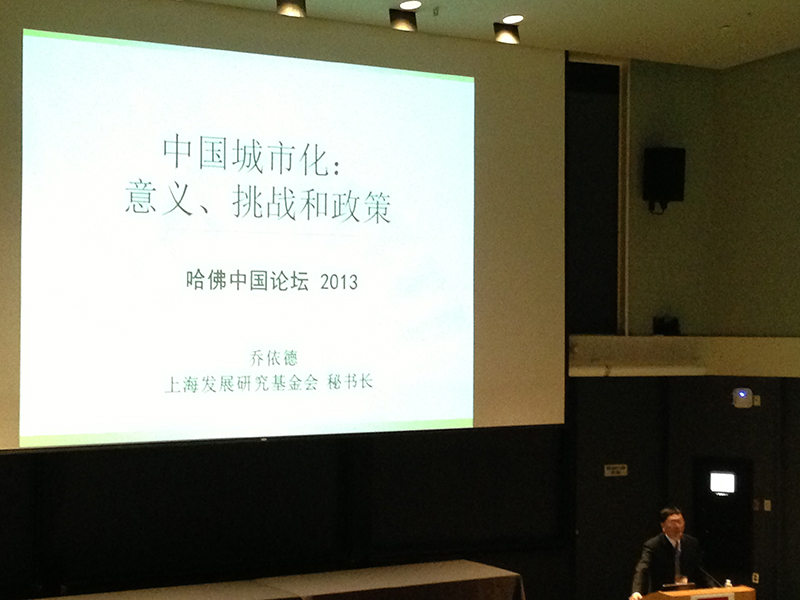 中国城市化：
意义、挑战和政策
哈佛中国论坛 2013
乔依德
上海发展研究基金会 秘书长